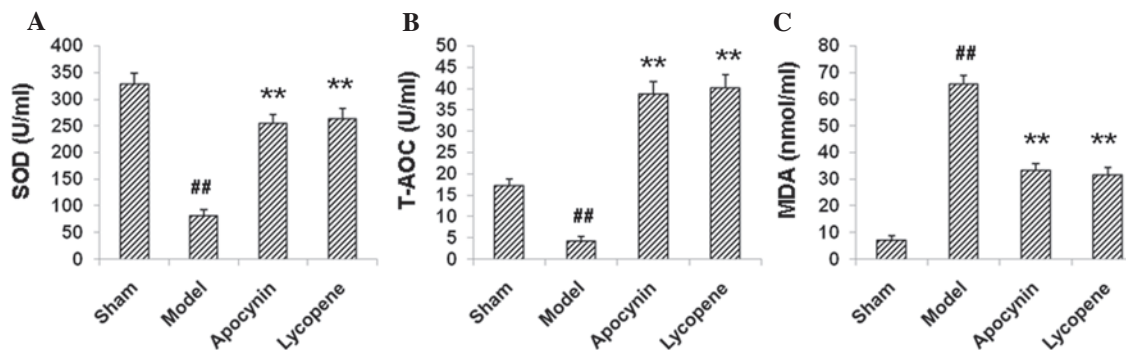 A
SOD (U/ml)
400
350
300
250
200
150
100
50
0
##
**
**
Sham
Model
Apocynin
Lycopene
B
T-AOC (U/ml)
50
45
40
35
30
25
20
15
10
5
0
##
**
**
Sham
Model
Apocynin
Lycopene
C
MDA (nmol/ml)
80
70
60
50
40
30
20
10
0
##
**
**
Sham
Model
Apocynin
Lycopene